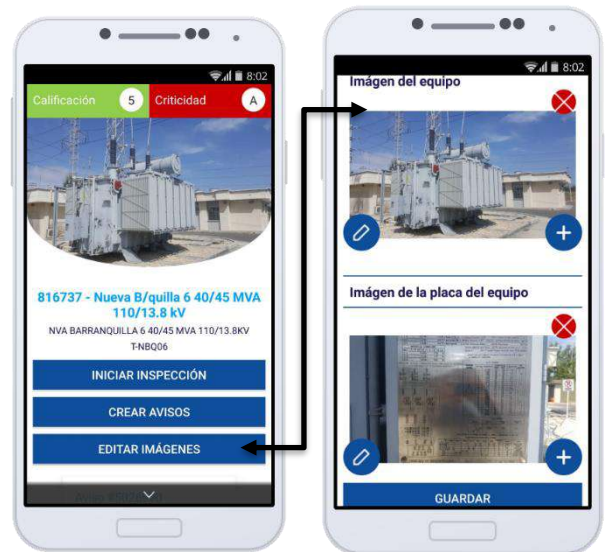 8:02
Calificación 5 Criticidad A
816737 - Nueva B/quilla 6 40/45 MVA
110/13.8 kV
NVA BARRANQUILLA 6 40/45 MVA 110/13.8KV
T-NBQ06
INICIAR INSPECCIÓN
CREAR AVISOS
EDITAR IMÁGENES
8:02
Imágen del equipo
Imágen de la placa del equipo
GUARDAR